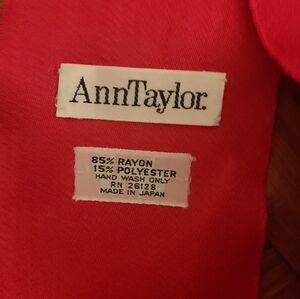 AnnTaylor.
85% RAYON
15% POLYESTER
HAND WASH ONLY
RN 26128
MADE IN JAPAN